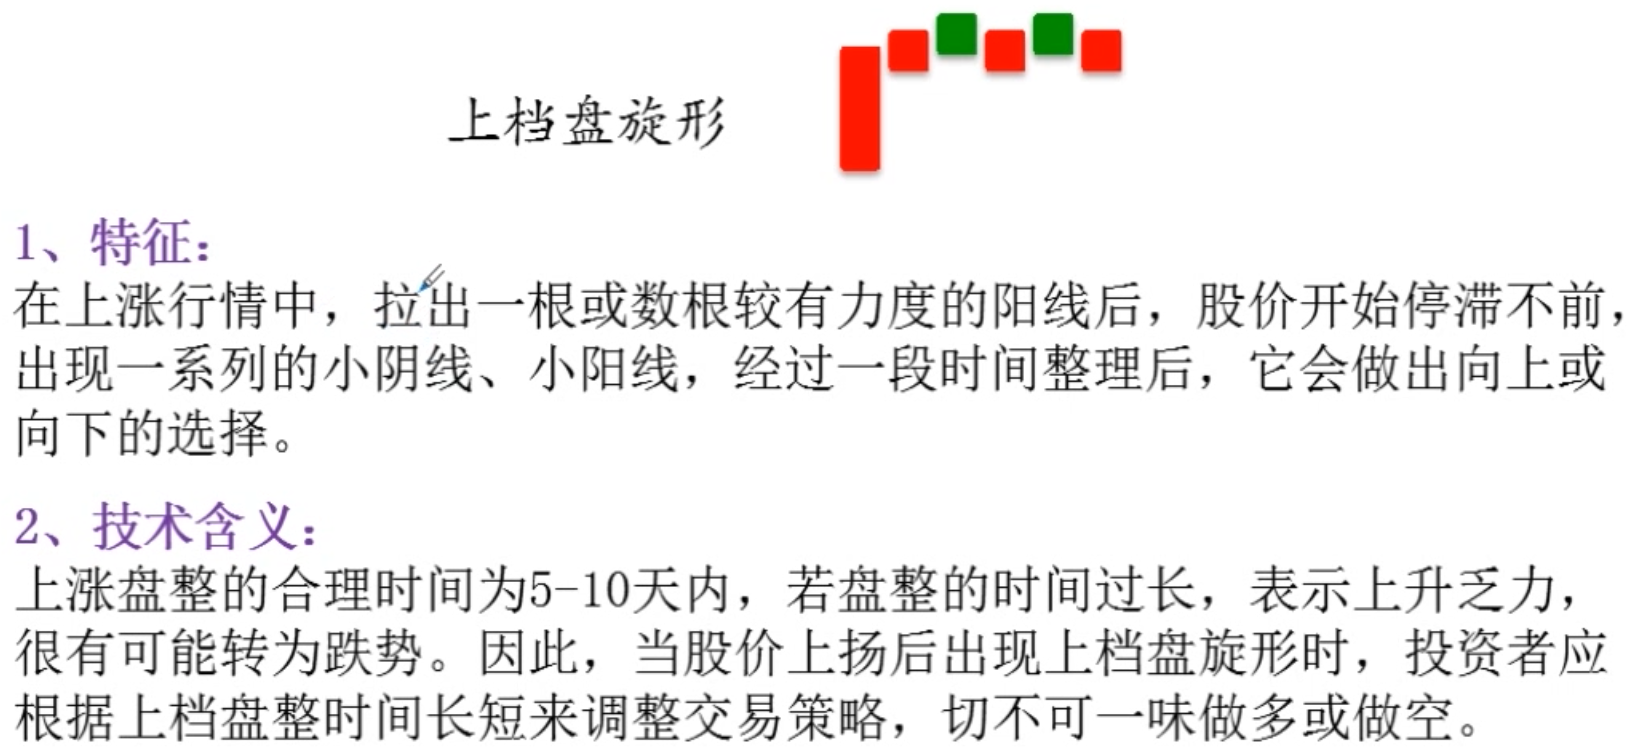 上档盘旋形
1、特征：
在上涨行情中，拉出一根或数根较有力度的阳线后，股价开始停滞不前，
出现一系列的小阴线、小阳线，经过一段时间整理后，它会做出向上或
向下的选择。
2、技术含义：
上涨盘整的合理时间为5-10天内，若盘整的时间过长，表示上升乏力，
很有可能转为跌势。因此，当股价上扬后出现上档盘旋形时，投资者应
根据上档盘整时间长短来调整交易策略，切不可一味做多或做空。